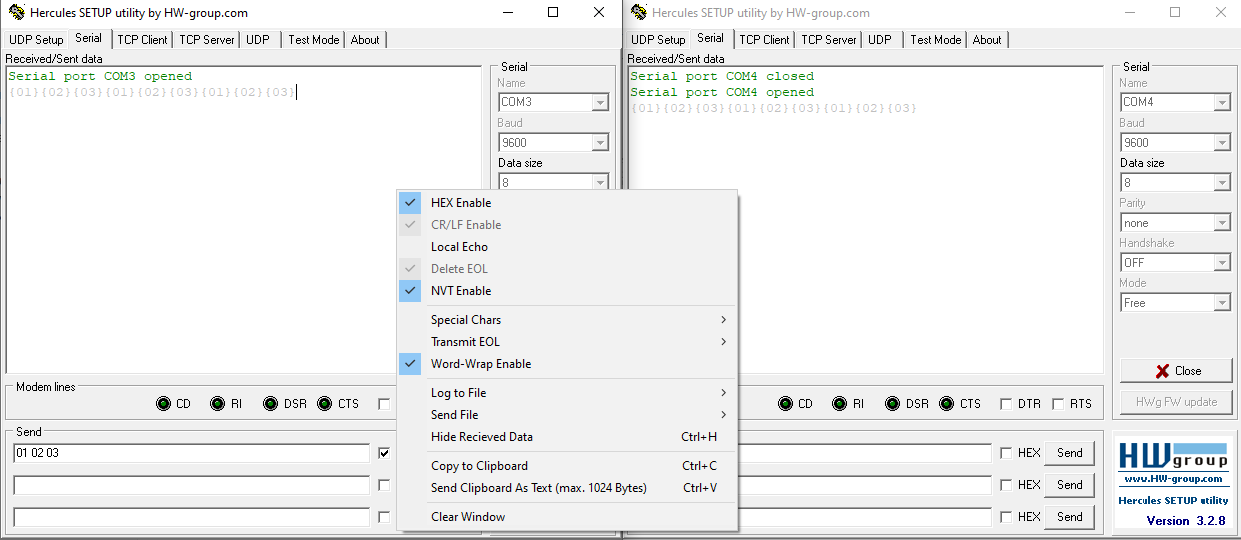 Hercules SETUP utility by HW-group.com
UDP Setup Serial TCP Client TCP Server UDP Test Mode About
Received/Sent data
Serial port COM3 opened
{01}{02}{03}{01}{02}{03}{01}{02}{03}
Serial
Name
COM3
Baud
9600
Data size
8
Modem lines
CD RI DSR CTS
Send
01 02 03
HEX Enable
CR/LF Enable
Local Echo
Delete EOL
NVT Enable
Special Chars
Transmit EOL
Word-Wrap Enable
Log to File
Send File
Hide Recieved Data Ctrl+H
Copy to Clipboard Ctrl+C
Send Clipboard As Text (max. 1024 Bytes) Ctrl+V
Clear Window
Hercules SETUP utility by HW-group.com
UDP Setup Serial TCP Client TCP Server UDP Test Mode About
Received/Sent data
Serial port COM4 closed
Serial port COM4 opened
{01}{02}{03}{01}{02}{03}{01}{02}{03}
Serial
Name
COM4
Baud
9600
Data size
8
Parity
none
Handshake
OFF
Mode
Free
Close
HWg FW update
CD RI DSR CTS DTR RTS
HEX Send
HEX Send
HEX Send
HWgroup
www.HW-group.com
Hercules SETUP utility
Version 3.2.8